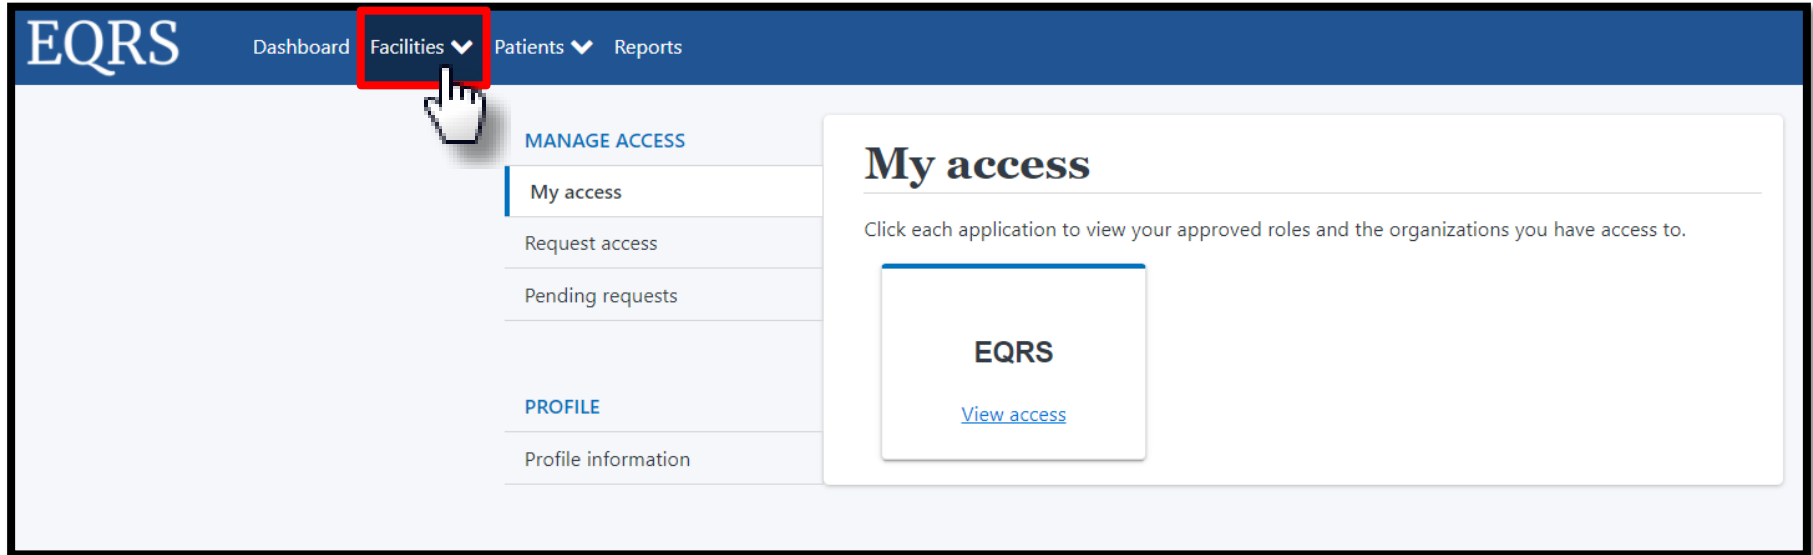 EQRS
Dashboard Facilities Patients Reports
MANAGE ACCESS
My access
Request access
Pending requests
PROFILE
Profile information
My access
Click each application to view your approved roles and the organizations you have access to.
EQRS
View access